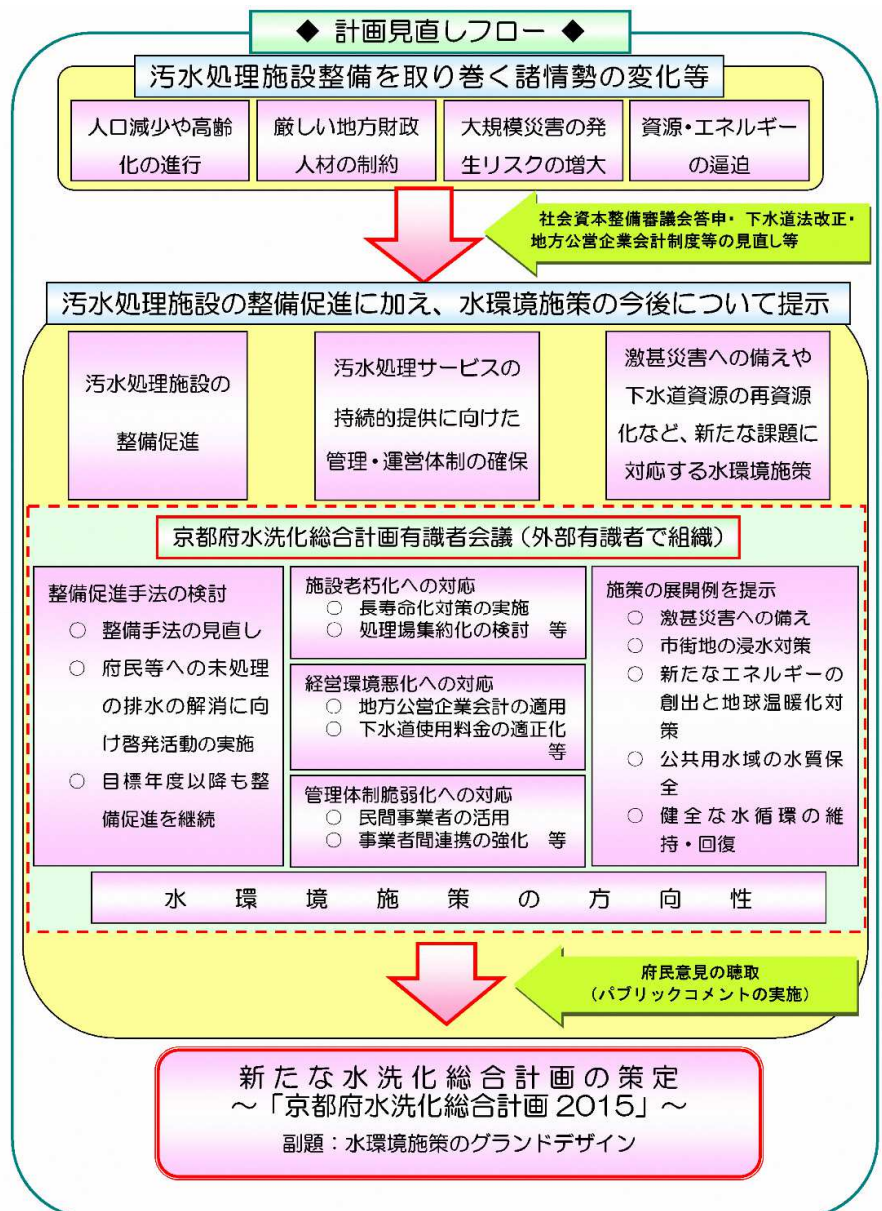 ◆ 計画見直しフロー ◆
汚水処理施設整備を取り巻く諸情勢の変化等
人口減少や高齢
化の進行
厳しい地方財政
人材の制約
大規模災害の発
生リスクの増大
資源・エネルギー
の逼迫
社会資本整備審議会答申・下水道法改正・
地方公営企業会計制度等の見直し等
汚水処理施設の整備促進に加え、水環境施策の今後について提示
汚水処理施設の
整備促進
汚水処理サービスの
持続的提供に向けた
管理・運営体制の確保
激甚災害への備えや
下水道資源の再資源
化など、新たな課題に
対応する水環境施策
京都府水洗化総合計画有識者会議（外部有識者で組織）
整備促進手法の検討
○ 整備手法の見直し
○ 府民等への未処理
の排水の解消に向
け啓発活動の実施
○ 目標年度以降も整
備促進を継続
施設老朽化への対応
○ 長寿命化対策の実施
○ 処理場集約化の検討 等
経営環境悪化への対応
○ 地方公営企業会計の適用
○ 下水道使用料金の適正化
等
管理体制脆弱化への対応
○ 民間事業者の活用
○ 事業者間連携の強化 等
施策の展開例を提示
○ 激甚災害への備え
○ 市街地の浸水対策
○ 新たなエネルギーの
創出と地球温暖化対
策
○ 公共用水域の水質保
全
○ 健全な水循環の維
持・回復
水環境施策の方向性
府民意見の聴取
（パブリックコメントの実施）
新たな水洗化総合計画の策定
～「京都府水洗化総合計画2015」～
副題：水環境施策のグランドデザイン